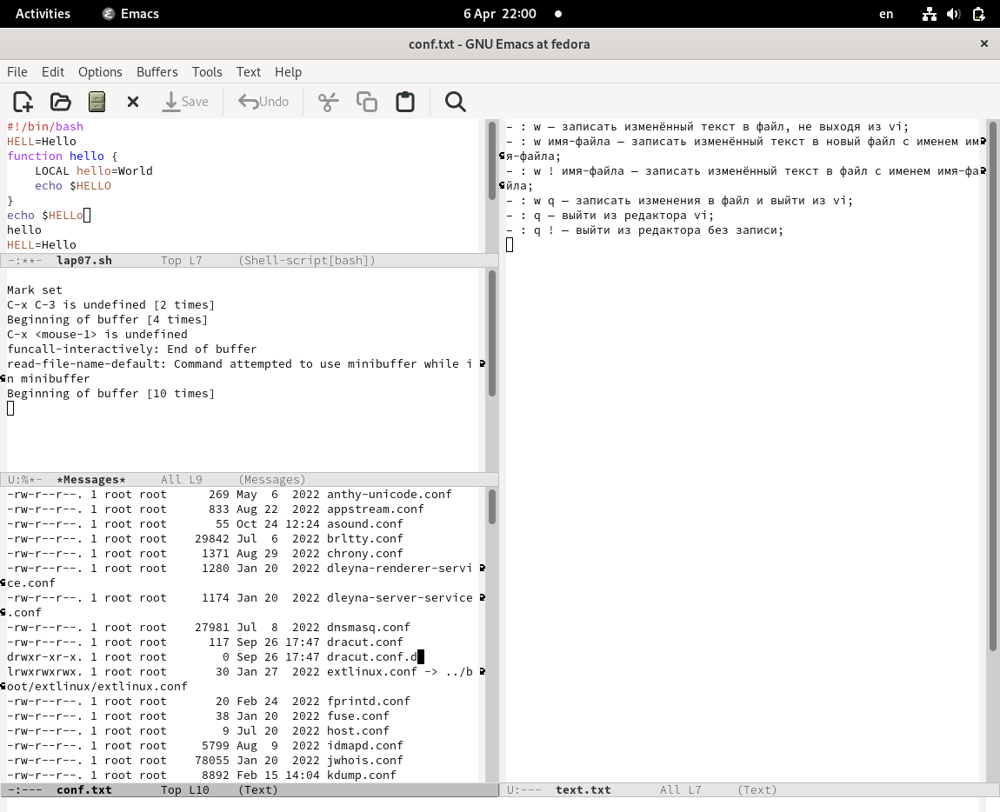 Activities Emacs 6 Apr 22:00 en
conf.txt - GNU Emacs at fedora
File Edit Options Buffers Tools Text Help
Save Undo
#!/bin/bash
HELL=Hello
function hello {
    LOCAL hello=World
    echo $HELLO
}
echo $HELLo
hello
HELL=Hello
-:**-  lap07.sh       Top L7     (Shell-script[bash])
Mark set
C-x C-3 is undefined [2 times]
Beginning of buffer [4 times]
C-x <mouse-1> is undefined
funcall-interactively: End of buffer
read-file-name-default: Command attempted to use minibuffer while i
n minibuffer
Beginning of buffer [10 times]
U:%*-  *Messages*     All L9     (Messages)
-rw-r--r--. 1 root root      269 May  6  2022 anthy-unicode.conf
-rw-r--r--. 1 root root      833 Aug 22  2022 appstream.conf
-rw-r--r--. 1 root root       55 Oct 24 12:24 asound.conf
-rw-r--r--. 1 root root    29842 Jul  6  2022 brltty.conf
-rw-r--r--. 1 root root     1371 Aug 29  2022 chrony.conf
-rw-r--r--. 1 root root     1280 Jan 20  2022 dleyna-renderer-servi
ce.conf
-rw-r--r--. 1 root root     1174 Jan 20  2022 dleyna-server-service
.conf
-rw-r--r--. 1 root root    27981 Jul  8  2022 dnsmasq.conf
-rw-r--r--. 1 root root      117 Sep 26 17:47 dracut.conf
drwxr-xr-x. 1 root root        0 Sep 26 17:47 dracut.conf.d
lrwxrwxrwx. 1 root root       30 Jan 27  2022 extlinux.conf -> ../b
oot/extlinux/extlinux.conf
-rw-r--r--. 1 root root       20 Feb 24  2022 fprintd.conf
-rw-r--r--. 1 root root       38 Jan 20  2022 fuse.conf
-rw-r--r--. 1 root root        9 Jul 20  2022 host.conf
-rw-r--r--. 1 root root     5799 Aug  9  2022 idmapd.conf
-rw-r--r--. 1 root root    78055 Jan 20  2022 jwhois.conf
-rw-r--r--. 1 root root     8892 Feb 15 14:04 kdump.conf
-:---  conf.txt       Top L10    (Text)
– : w — записать изменённый текст в файл, не выходя из vi;
– : w имя-файла — записать изменённый текст в новый файл с именем им
я-файла;
– : w ! имя-файла — записать изменённый текст в файл с именем имя-фа
йла;
– : w q — записать изменения в файл и выйти из vi;
– : q — выйти из редактора vi;
– : q ! — выйти из редактора без записи;
U:---  text.txt       All L7     (Text)